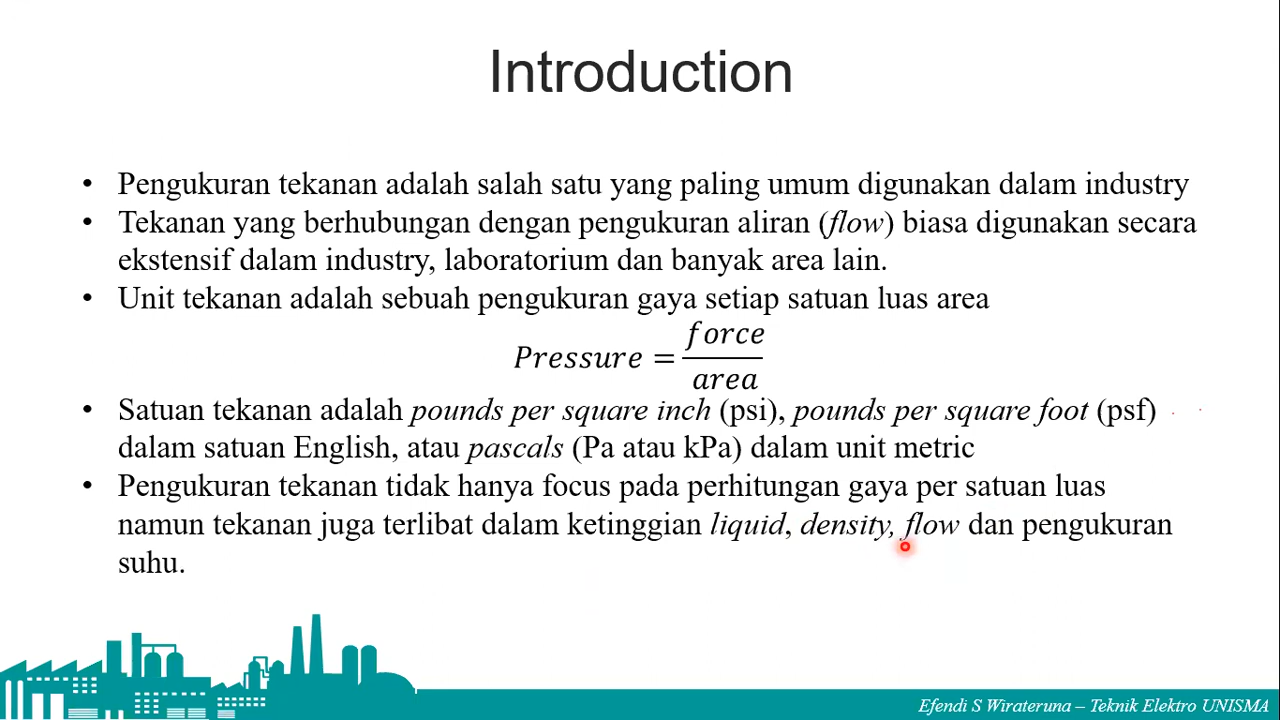 Introduction
• Pengukuran tekanan adalah salah satu yang paling umum digunakan dalam industry
• Tekanan yang berhubungan dengan pengukuran aliran (flow) biasa digunakan secara
ekstensif dalam industry, laboratorium dan banyak area lain.
• Unit tekanan adalah sebuah pengukuran gaya setiap satuan luas area
Pressure = force/area
• Satuan tekanan adalah pounds per square inch (psi), pounds per square foot (psf)
dalam satuan English, atau pascals (Pa atau kPa) dalam unit metric
• Pengukuran tekanan tidak hanya focus pada perhitungan gaya per satuan luas
namun tekanan juga terlibat dalam ketinggian liquid, density, flow dan pengukuran
suhu.
Efendi S Wirateruna – Teknik Elektro UNISMA